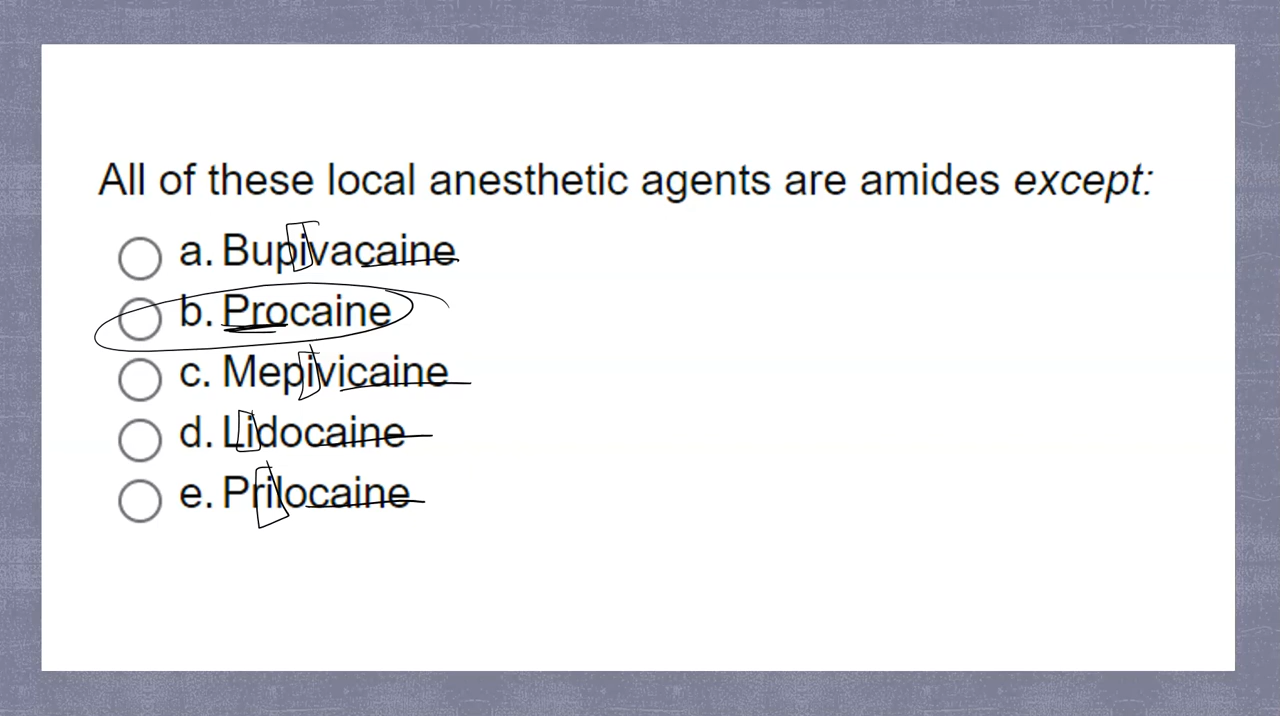 All of these local anesthetic agents are amides except:
a. Bupivacaine
b. Procaine
c. Mepivicaine
d. Lidocaine
e. Prilocaine